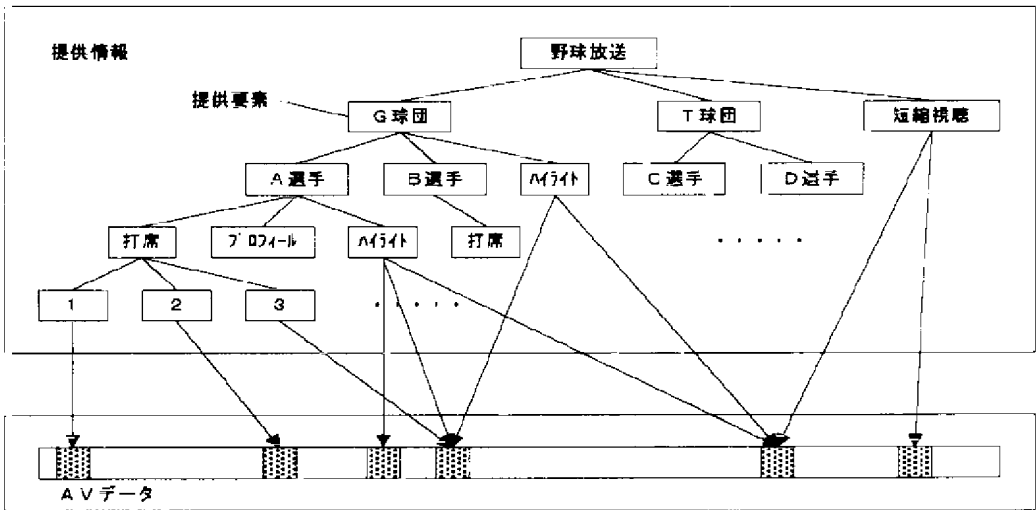 提供情報
野球放送
提供要素
G球団
T球団
短縮視聴
A選手
B選手
ハイライト
C選手
D選手
打席
プロフィール
ハイライト
打席
・・・・・
1
2
3
・・・・・
AVデータ